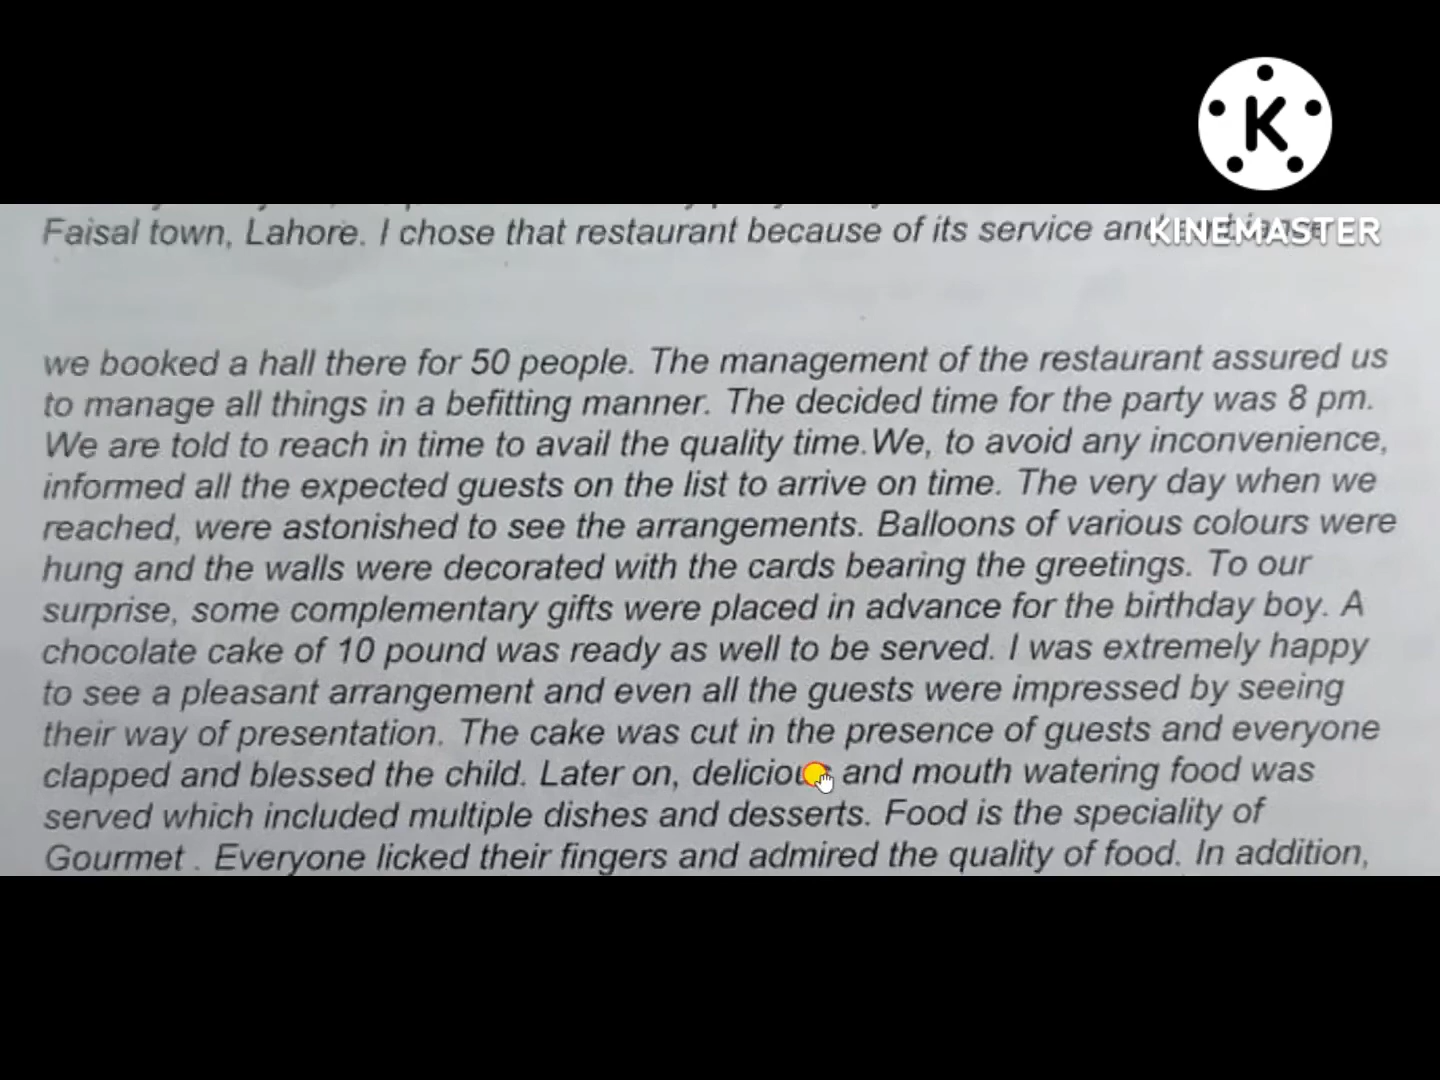 K
KINEMASTER
Faisal town, Lahore. I chose that restaurant because of its service and
we booked a hall there for 50 people. The management of the restaurant assured us
to manage all things in a befitting manner. The decided time for the party was 8 pm.
We are told to reach in time to avail the quality time.We, to avoid any inconvenience,
informed all the expected guests on the list to arrive on time. The very day when we
reached, were astonished to see the arrangements. Balloons of various colours were
hung and the walls were decorated with the cards bearing the greetings. To our
surprise, some complementary gifts were placed in advance for the birthday boy. A
chocolate cake of 10 pound was ready as well to be served. I was extremely happy
to see a pleasant arrangement and even all the guests were impressed by seeing
their way of presentation. The cake was cut in the presence of guests and everyone
clapped and blessed the child. Later on, delicious and mouth watering food was
served which included multiple dishes and desserts. Food is the speciality of
Gourmet . Everyone licked their fingers and admired the quality of food. In addition,